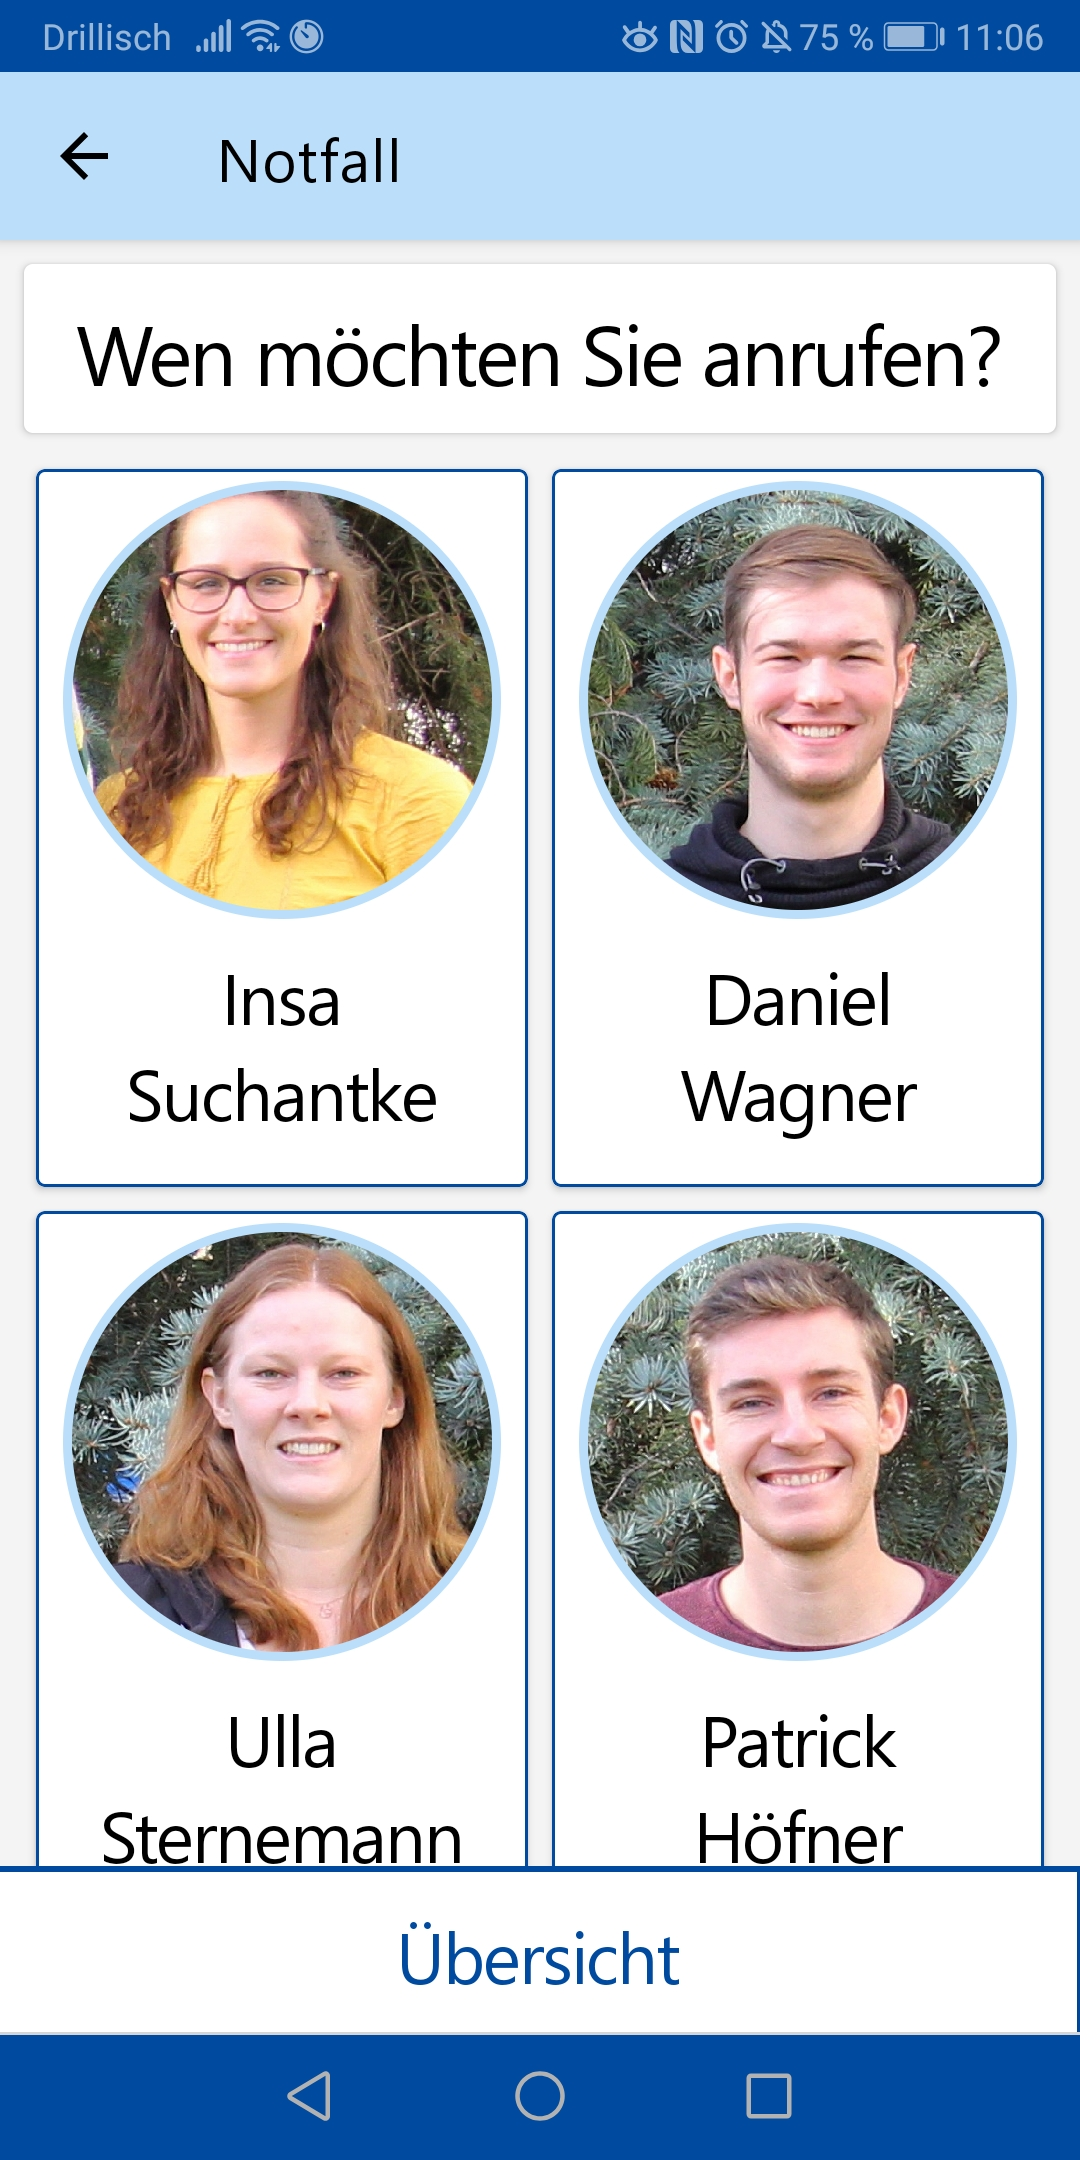 Drillisch 75 % 11:06
Notfall
Wen möchten Sie anrufen?
Insa
Suchantke
Daniel
Wagner
Ulla
Sternemann
Patrick
Höfner
Übersicht